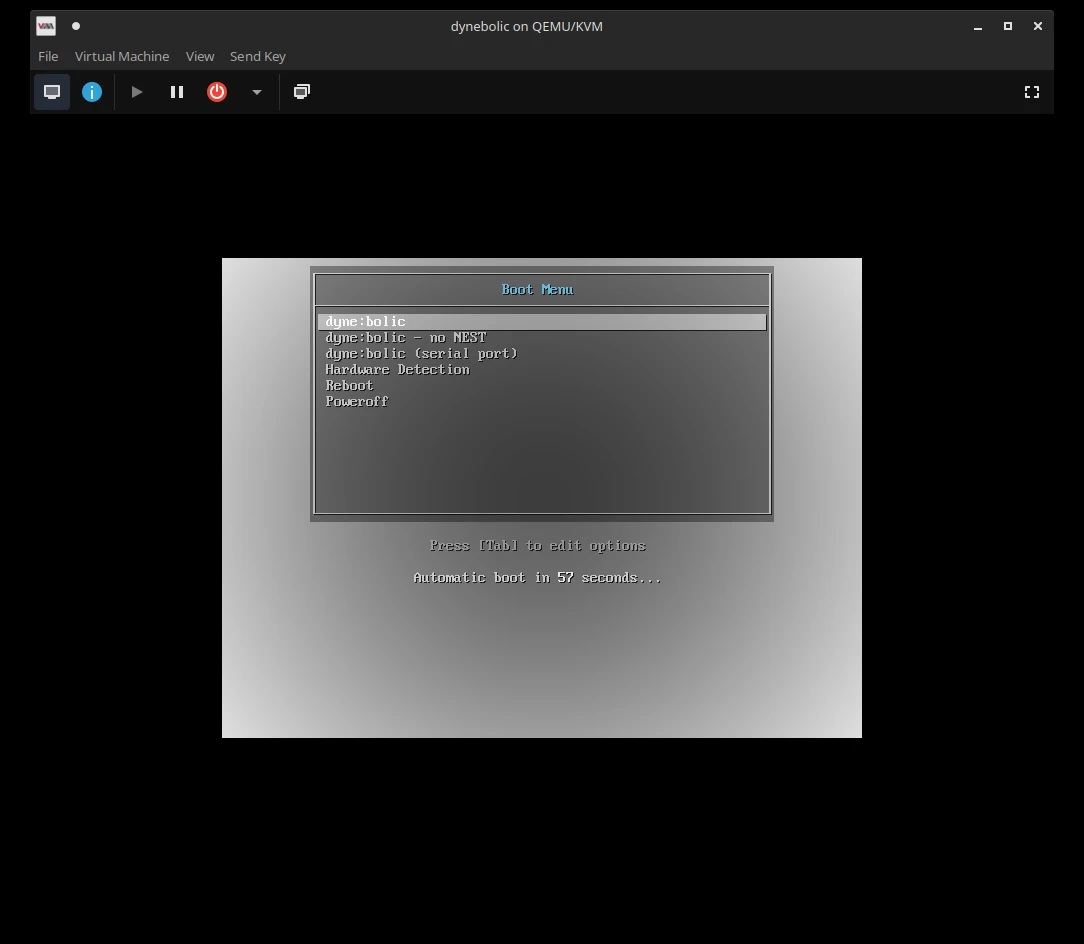 dynebolic on QEMU/KVM
File Virtual Machine View Send Key
Boot Menu
dyne:bolic
dyne:bolic - no NEST
dyne:bolic (serial port)
Hardware Detection
Reboot
Poweroff
Press [Tab] to edit options
Automatic boot in 57 seconds...